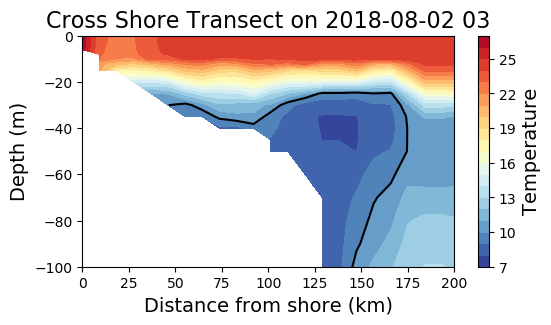 Cross Shore Transect on 2018-08-02 03
0
−20
−40
−60
−80
−100
Depth (m)
0 25 50 75 100 125 150 175 200
Distance from shore (km)
25
22
19
16
13
10
7
Temperature